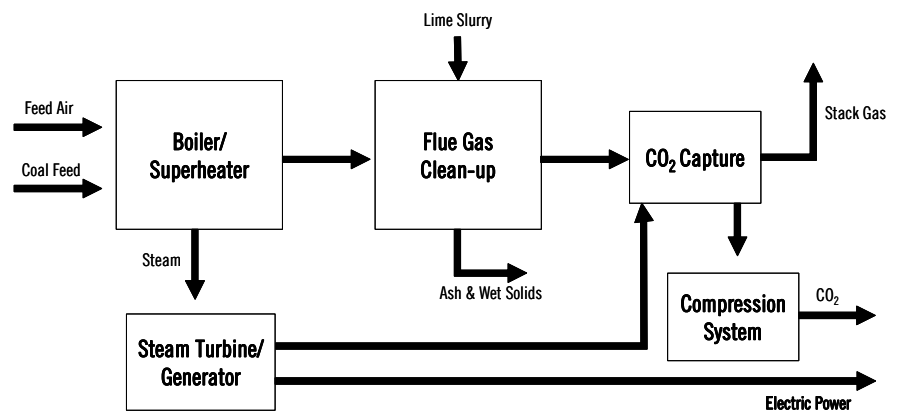 Lime Slurry
Feed Air
Coal Feed
Boiler/
Superheater
Flue Gas
Clean-up
CO₂ Capture
Stack Gas
Steam
Ash & Wet Solids
Compression
System
CO₂
Steam Turbine/
Generator
Electric Power